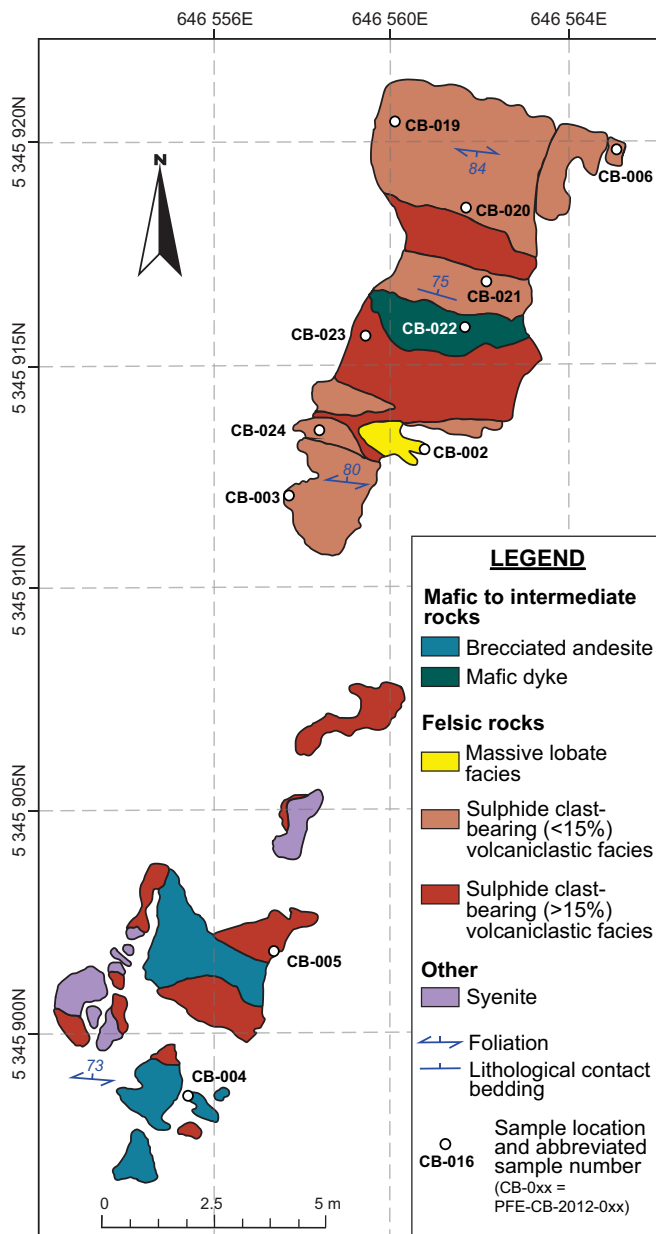 646 556E 646 560E 646 564E
5 345 920N
5 345 915N
5 345 910N
5 345 905N
5 345 900N
N
CB-019
84
CB-006
CB-020
75
CB-021
CB-022
CB-023
CB-024
CB-002
80
CB-003
CB-005
73
CB-004
0 2.5 5 m
LEGEND
Mafic to intermediate
rocks
Brecciated andesite
Mafic dyke
Felsic rocks
Massive lobate
facies
Sulphide clast-
bearing (<15%)
volcaniclastic facies
Sulphide clast-
bearing (>15%)
volcaniclastic facies
Other
Syenite
Foliation
Lithological contact
bedding
CB-016
Sample location
and abbreviated
sample number
(CB-0xx =
PFE-CB-2012-0xx)